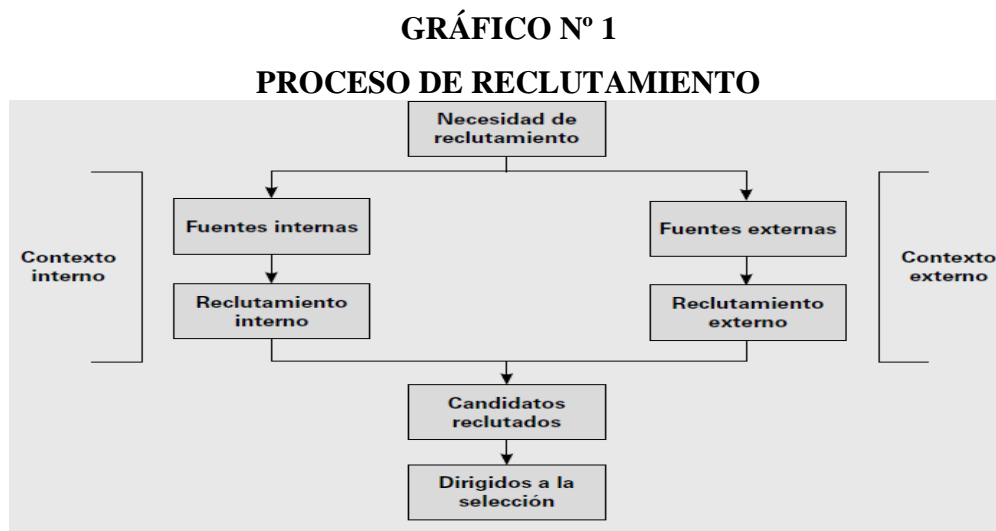 GRÁFICO Nº 1
PROCESO DE RECLUTAMIENTO
Necesidad de
reclutamiento
Fuentes internas
Fuentes externas
Contexto
interno
Contexto
externo
Reclutamiento
interno
Reclutamiento
externo
Candidatos
reclutados
Dirigidos a la
selección